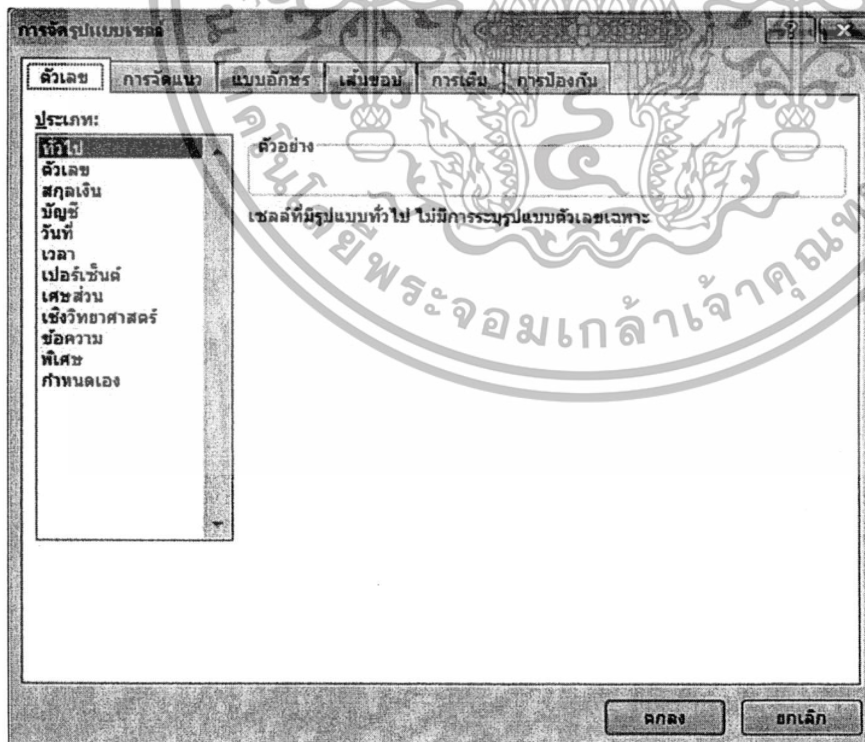 การจัดรูปแบบเซลล์
ตัวเลข การจัดแนว แบบอักษร เส้นขอบ การเติม การป้องกัน
ประเภท:
ทั่วไป
ตัวเลข
สกุลเงิน
บัญชี
วันที่
เวลา
เปอร์เซ็นต์
เศษส่วน
เชิงวิทยาศาสตร์
ข้อความ
พิเศษ
กำหนดเอง
ตัวอย่าง
เซลล์ที่มีรูปแบบทั่วไป ไม่มีการระบุรูปแบบตัวเลขเฉพาะ
ตกลง ยกเลิก
คโนโลยีพระจอมเกล้าเจ้าคุณท